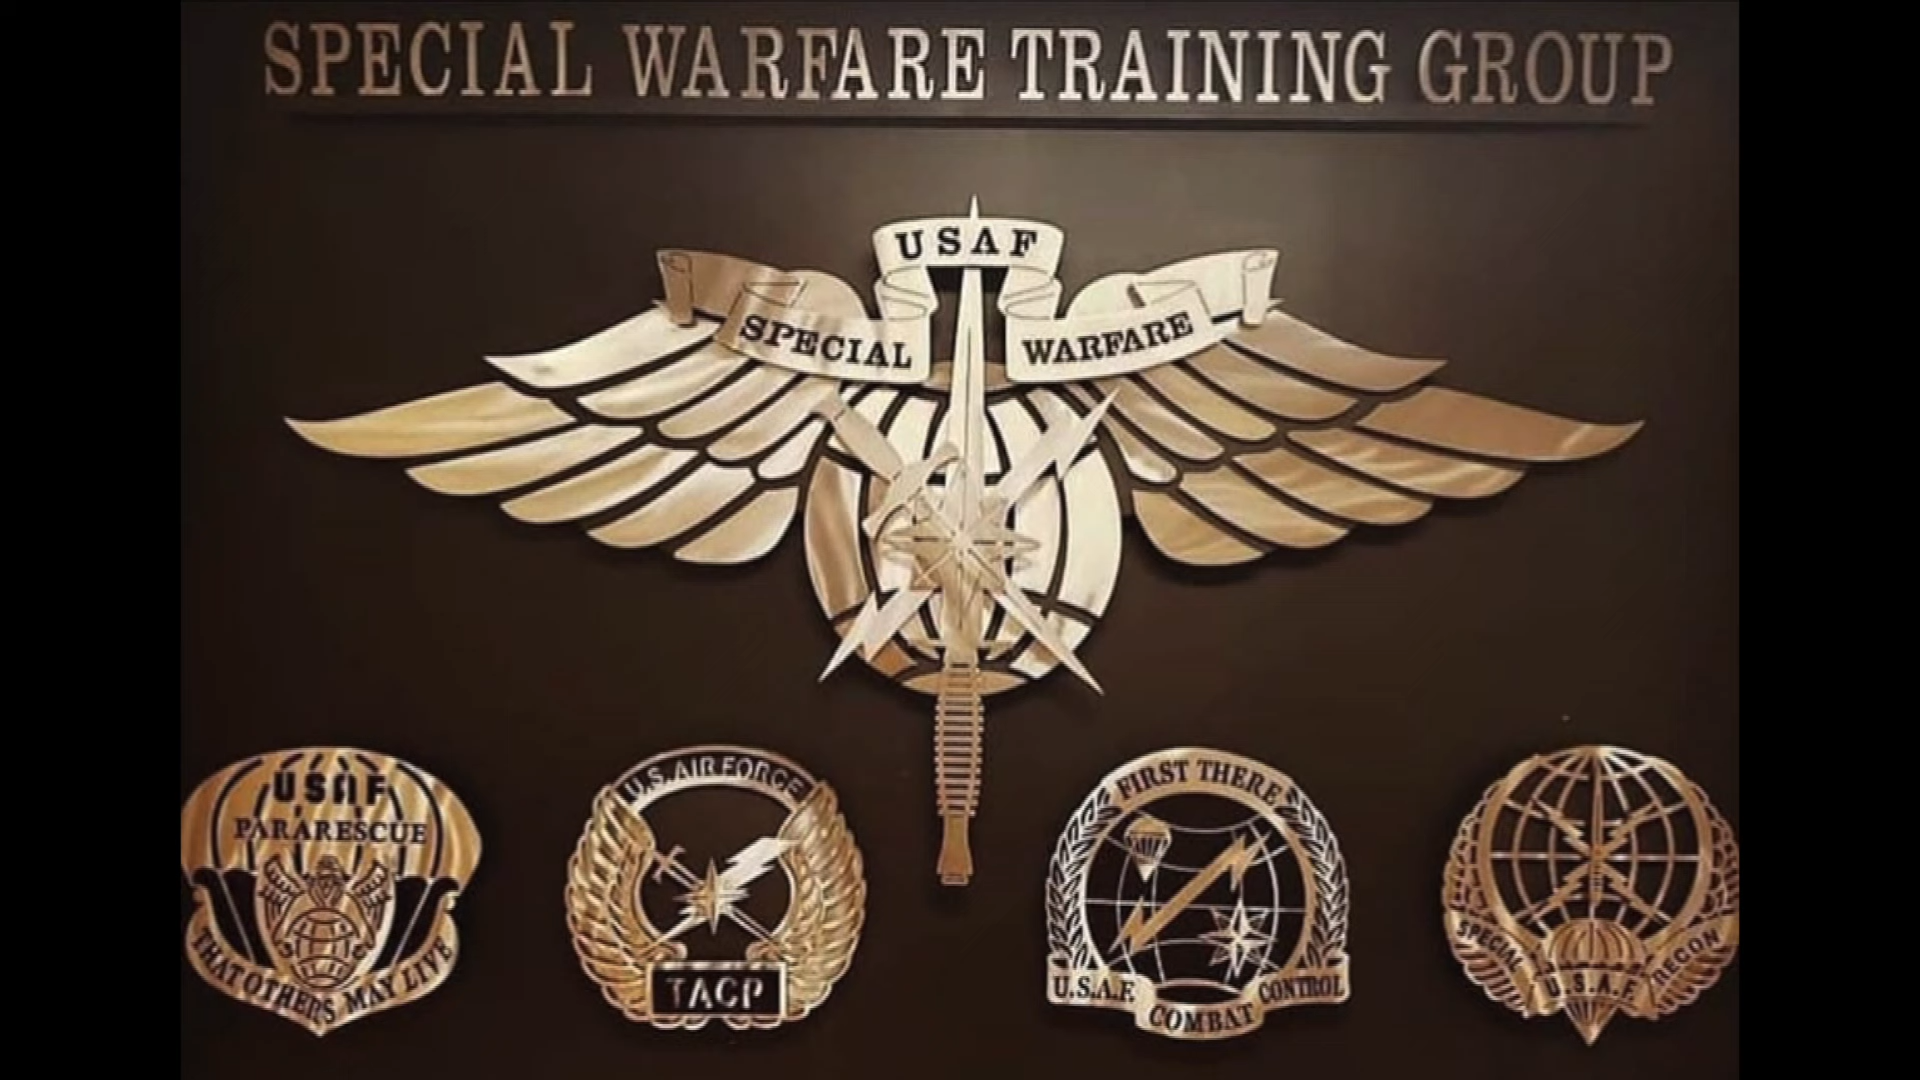 SPECIAL WARFARE TRAINING GROUP
USAF
SPECIAL WARFARE
USAF
PARARESCUE
THAT OTHERS MAY LIVE
U.S. AIR FORCE
TACP
FIRST THERE
U.S.A.F. COMBAT CONTROL
SPECIAL RECON
U.S.A.F.